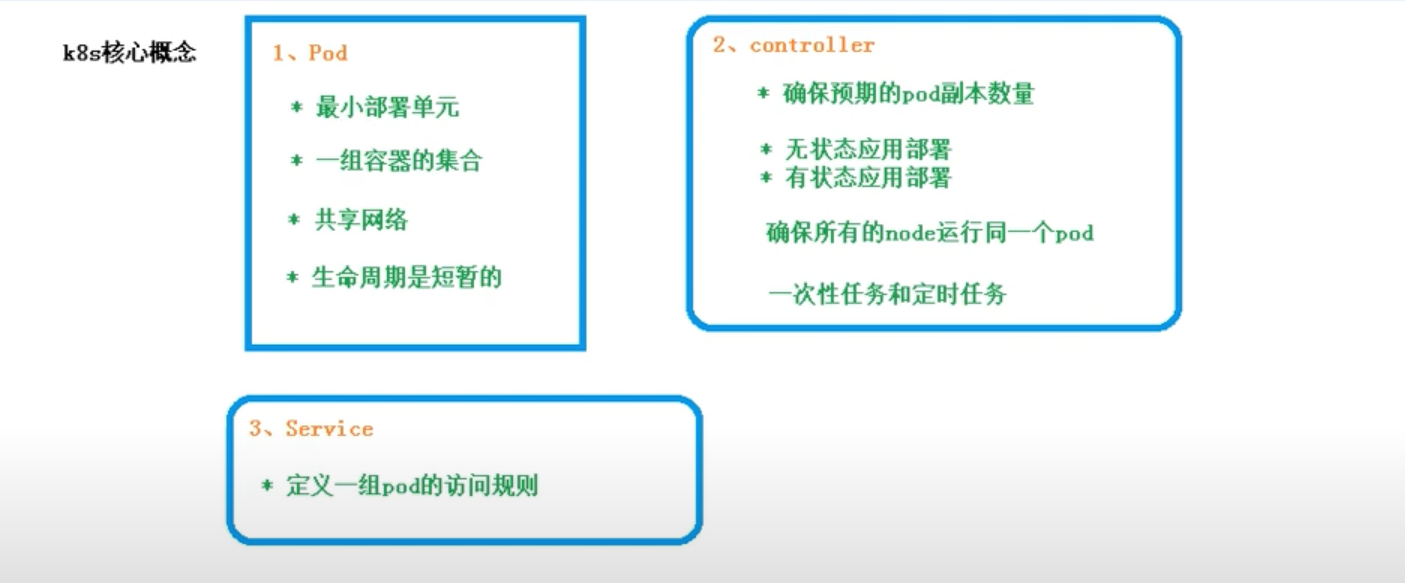 k8s核心概念
1、Pod
* 最小部署单元
* 一组容器的集合
* 共享网络
* 生命周期是短暂的
2、controller
* 确保预期的pod副本数量
* 无状态应用部署
* 有状态应用部署
确保所有的node运行同一个pod
一次性任务和定时任务
3、Service
* 定义一组pod的访问规则